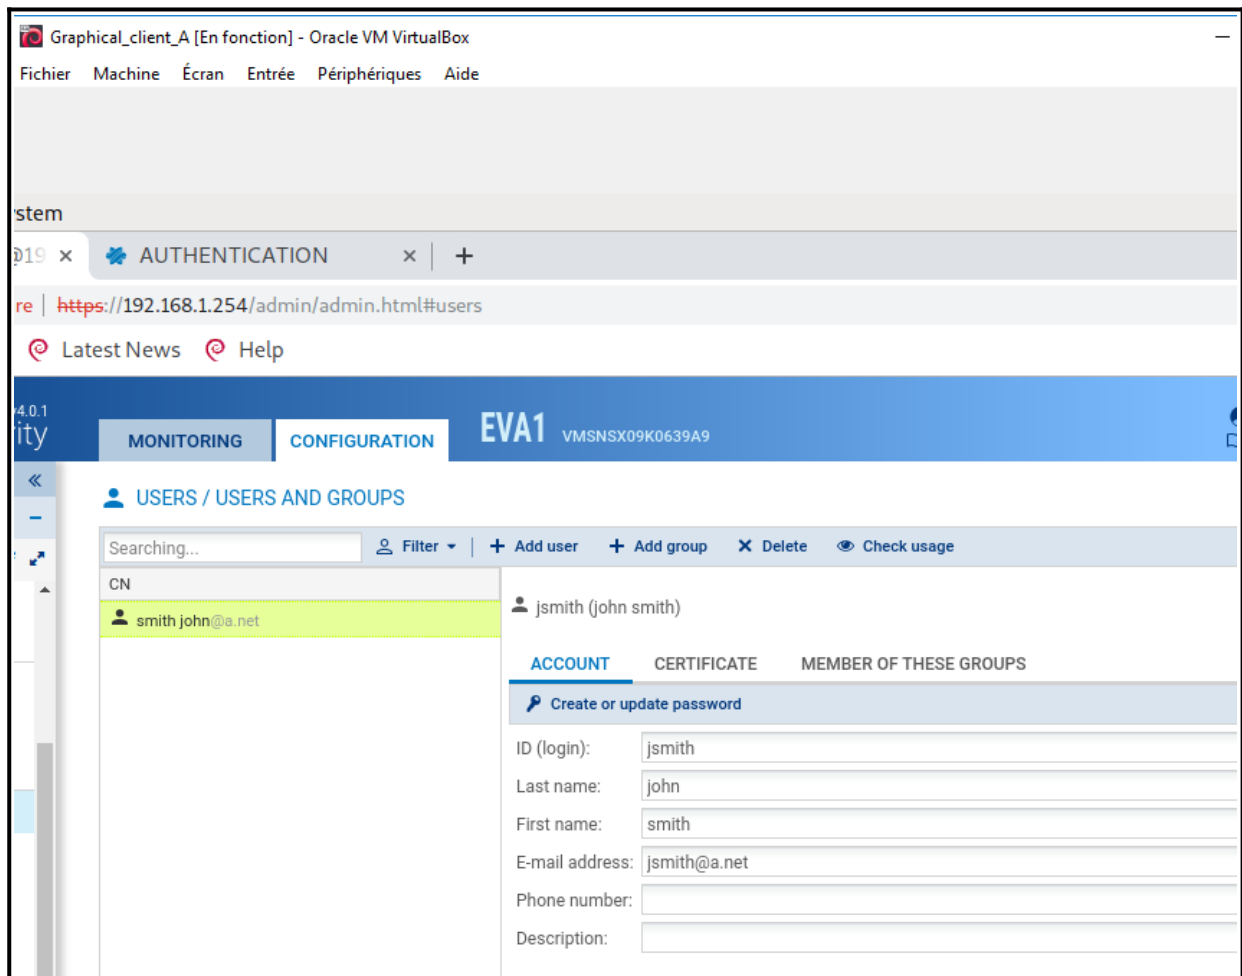 Graphical_client_A [En fonction] - Oracle VM VirtualBox
Fichier Machine Écran Entrée Périphériques Aide
stem
@19 × AUTHENTICATION × +
re | https://192.168.1.254/admin/admin.html#users
Latest News Help
v4.0.1
ity MONITORING CONFIGURATION EVA1 VMSNSX09K0639A9
« USERS / USERS AND GROUPS
Searching... Filter + Add user + Add group × Delete Check usage
CN
smith john@a.net
jsmith (john smith)
ACCOUNT CERTIFICATE MEMBER OF THESE GROUPS
Create or update password
ID (login): jsmith
Last name: john
First name: smith
E-mail address: jsmith@a.net
Phone number:
Description: